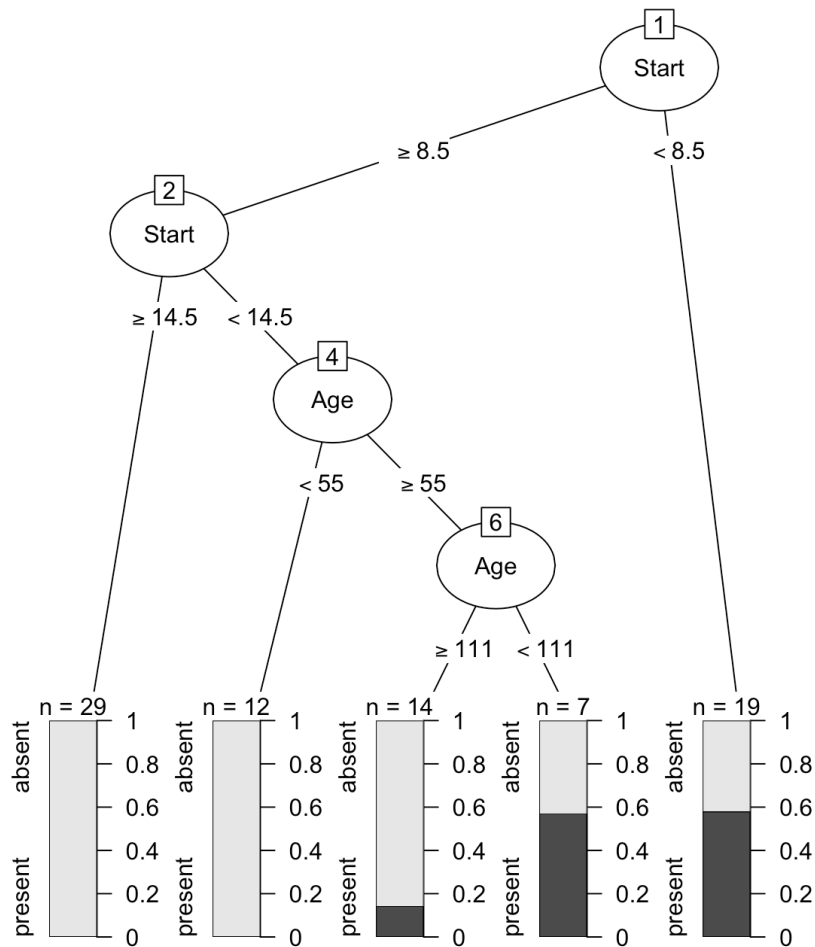 1
Start
≥ 8.5
< 8.5
2
Start
≥ 14.5
< 14.5
4
Age
< 55
≥ 55
6
Age
≥ 111
< 111
n = 29
absent
present
1
0.8
0.6
0.4
0.2
0
n = 12
absent
present
1
0.8
0.6
0.4
0.2
0
n = 14
absent
present
1
0.8
0.6
0.4
0.2
0
n = 7
absent
present
1
0.8
0.6
0.4
0.2
0
n = 19
absent
present
1
0.8
0.6
0.4
0.2
0